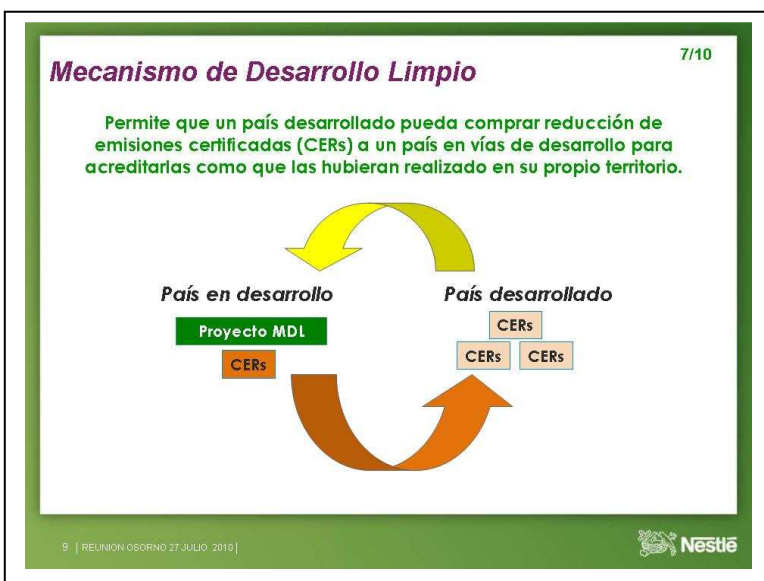 7/10
Mecanismo de Desarrollo Limpio
Permite que un país desarrollado pueda comprar reducción de
emisiones certificadas (CERs) a un país en vías de desarrollo para
acreditarlas como que las hubieran realizado en su propio territorio.
País en desarrollo
Proyecto MDL
CERs
País desarrollado
CERs
CERs CERs
9 | REUNION OSORNO 27 JULIO 2010 |
Nestlé